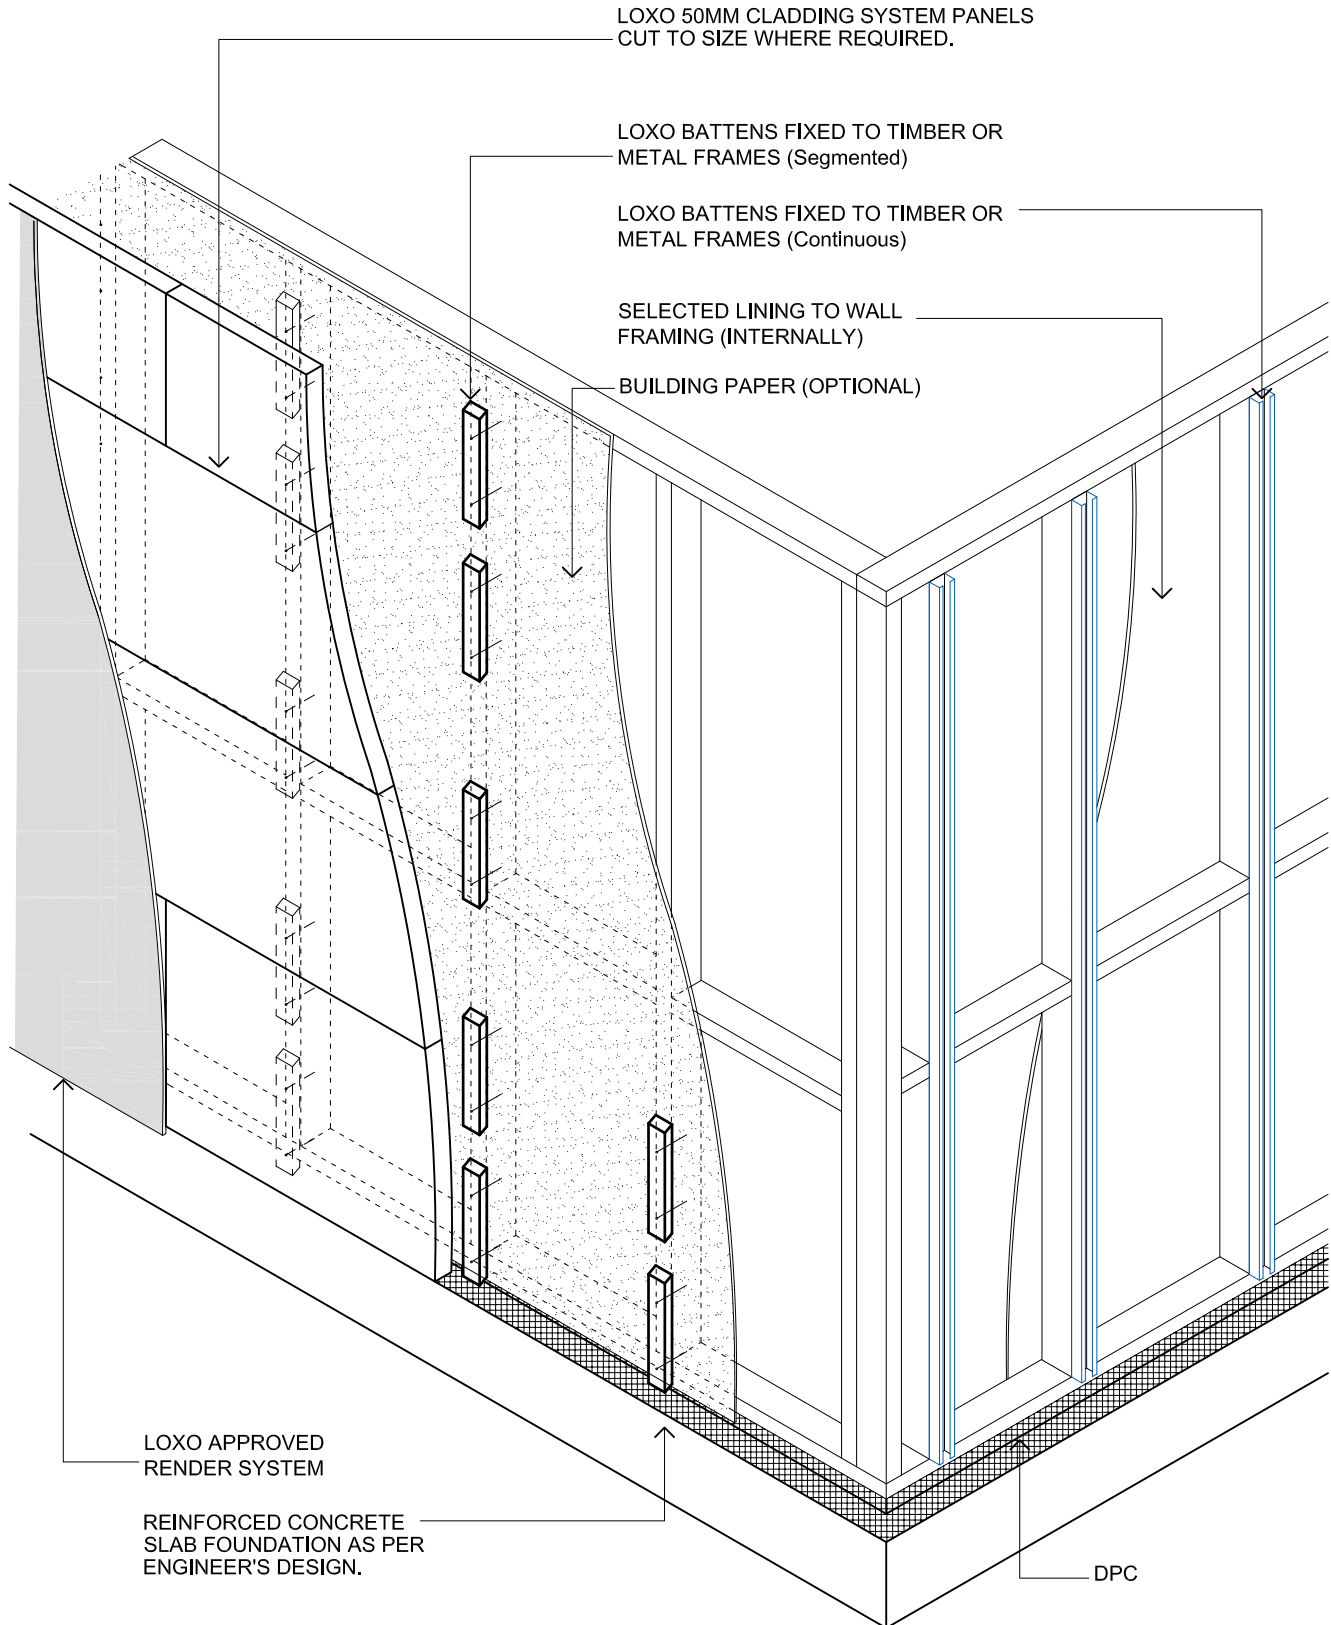 LOXO 50MM CLADDING SYSTEM PANELS
CUT TO SIZE WHERE REQUIRED.
LOXO BATTENS FIXED TO TIMBER OR
METAL FRAMES (Segmented)
LOXO BATTENS FIXED TO TIMBER OR
METAL FRAMES (Continuous)
SELECTED LINING TO WALL
FRAMING (INTERNALLY)
BUILDING PAPER (OPTIONAL)
LOXO APPROVED
RENDER SYSTEM
REINFORCED CONCRETE
SLAB FOUNDATION AS PER
ENGINEER'S DESIGN.
DPC